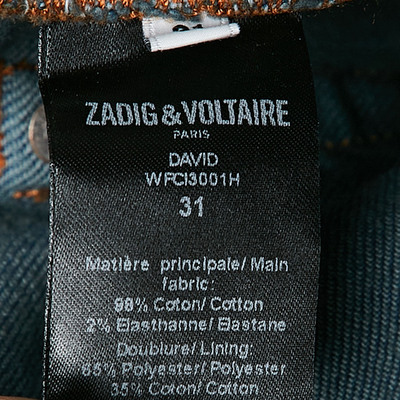 ZADIG & VOLTAIRE
PARIS
DAVID
WFCI3001H
31
Matière principale/ Main
fabric:
98% Coton/ Cotton
2% Elasthanne/ Elastane
Doublure/ Lining:
65% Polyester/ Polyester
35% Coton/ Cotton